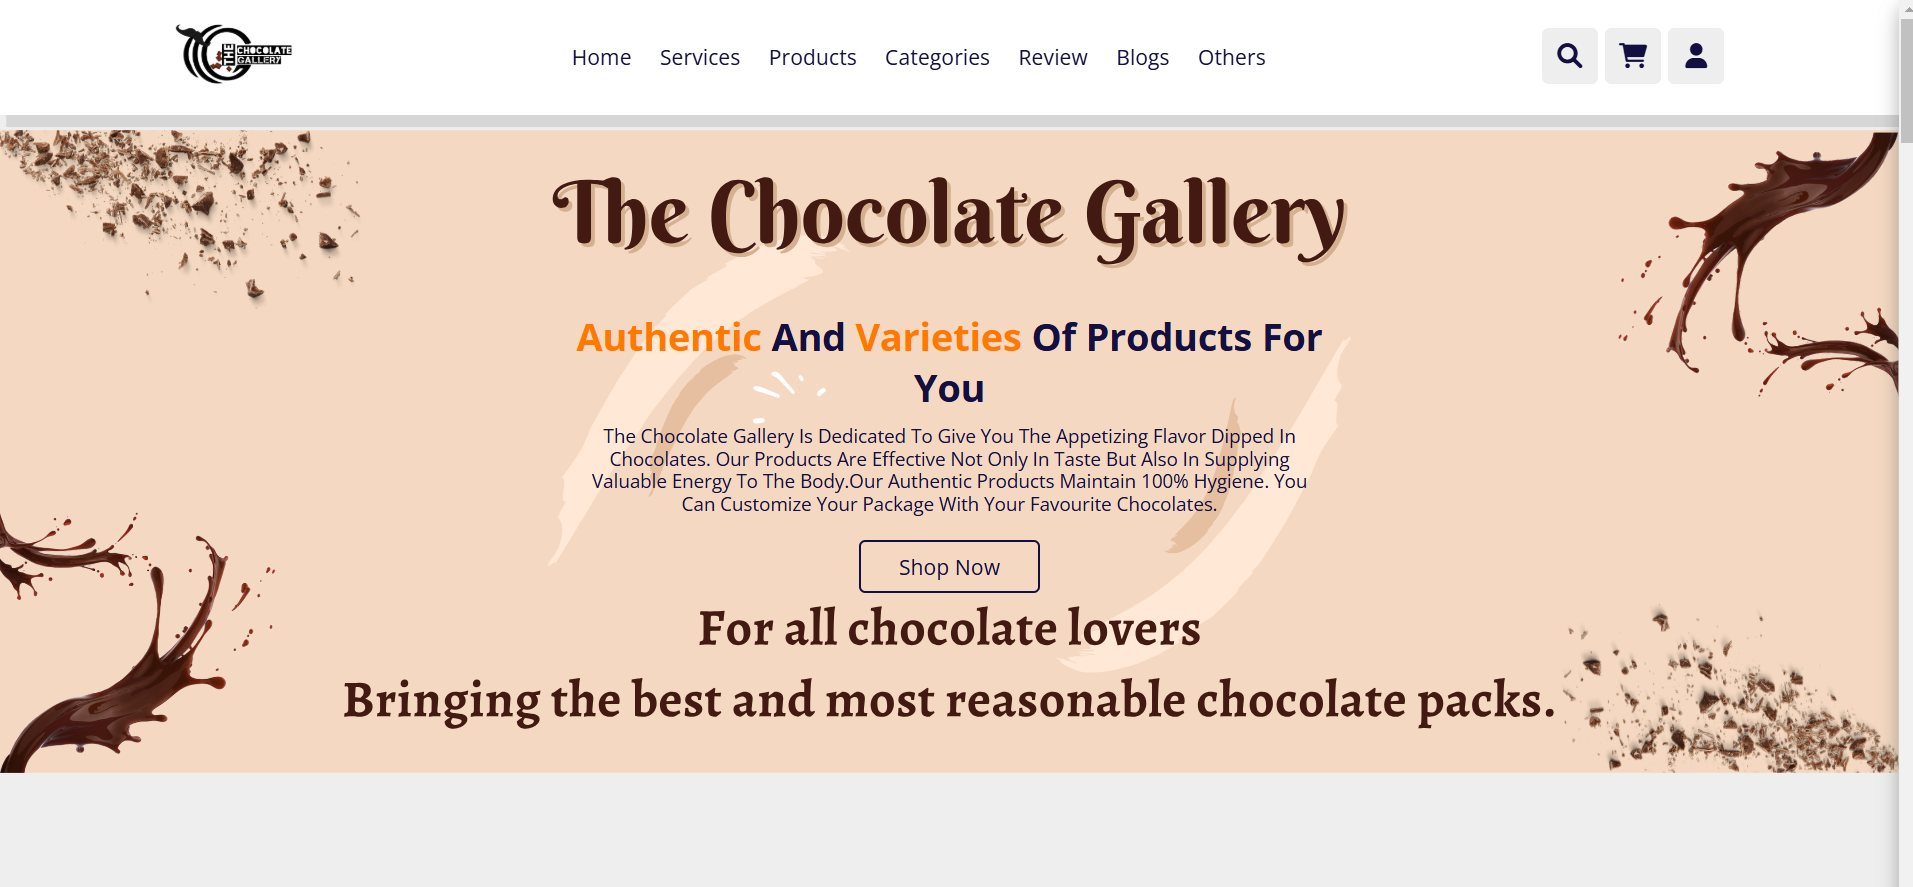 THE CHOCOLATE
GALLERY
Home Services Products Categories Review Blogs Others
The Chocolate Gallery
Authentic And Varieties Of Products For
You
The Chocolate Gallery Is Dedicated To Give You The Appetizing Flavor Dipped In
Chocolates. Our Products Are Effective Not Only In Taste But Also In Supplying
Valuable Energy To The Body.Our Authentic Products Maintain 100% Hygiene. You
Can Customize Your Package With Your Favourite Chocolates.
Shop Now
For all chocolate lovers
Bringing the best and most reasonable chocolate packs.